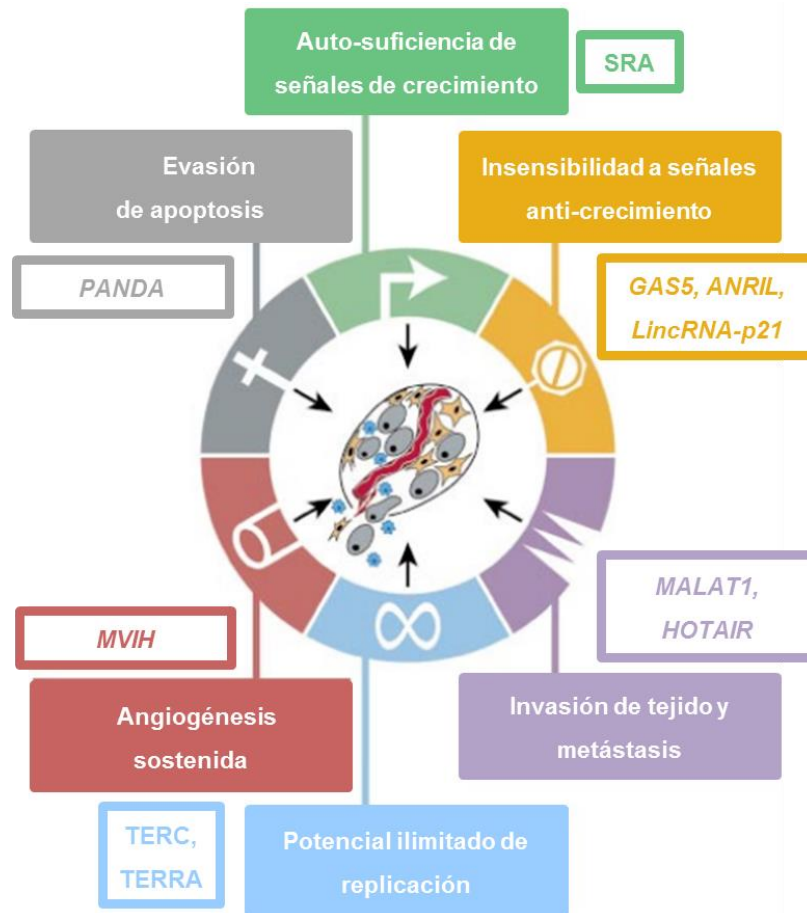 Auto-suficiencia de
señales de crecimiento
SRA
Evasión
de apoptosis
Insensibilidad a señales
anti-crecimiento
PANDA
GAS5, ANRIL,
LincRNA-p21
MALAT1,
HOTAIR
MVIH
Angiogénesis
sostenida
Invasión de tejido y
metástasis
TERC,
TERRA
Potencial ilimitado de
replicación